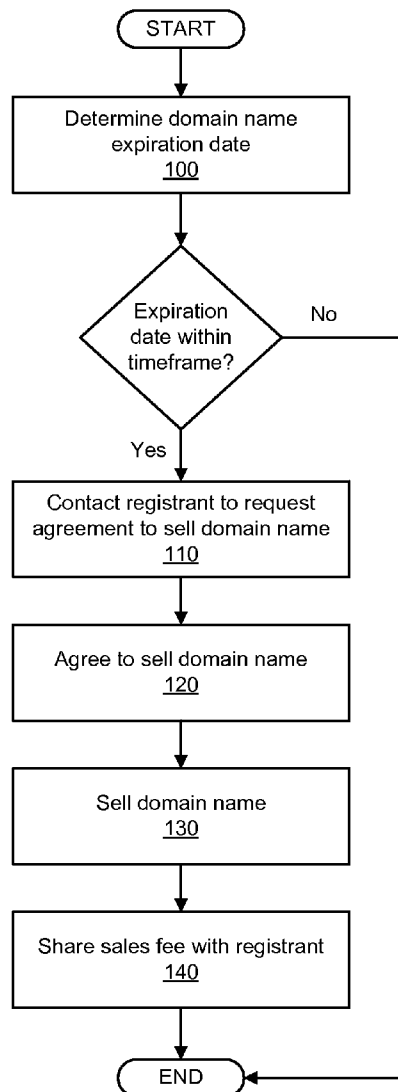 START
Determine domain name
expiration date
100
Expiration
date within
timeframe?
No
Yes
Contact registrant to request
agreement to sell domain name
110
Agree to sell domain name
120
Sell domain name
130
Share sales fee with registrant
140
END